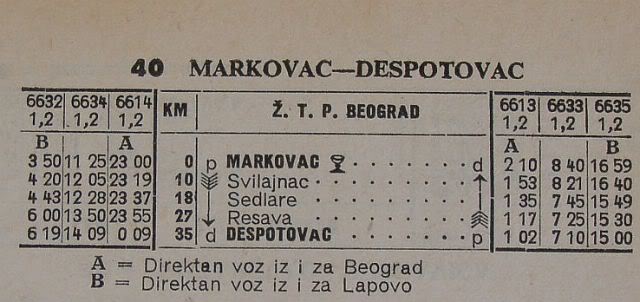 40 MARKOVAC—DESPOTOVAC
6632 6634 6614 KM Ž. T. P. BEOGRAD 6613 6633 6635
1,2 1,2 1,2 1,2 1,2 1,2
B A A B
3 50 11 25 23 00 0 p MARKOVAC d 2 10 8 40 16 59
4 20 12 05 23 19 10 Svilajnac 1 53 8 21 16 40
4 43 12 28 23 37 18 Sedlare 1 35 7 45 15 49
6 00 13 50 23 55 27 Resava 1 17 7 25 15 30
6 19 14 09 0 09 35 d DESPOTOVAC p 1 02 7 10 15 00
A = Direktan voz iz i za Beograd
B = Direktan voz iz i za Lapovo